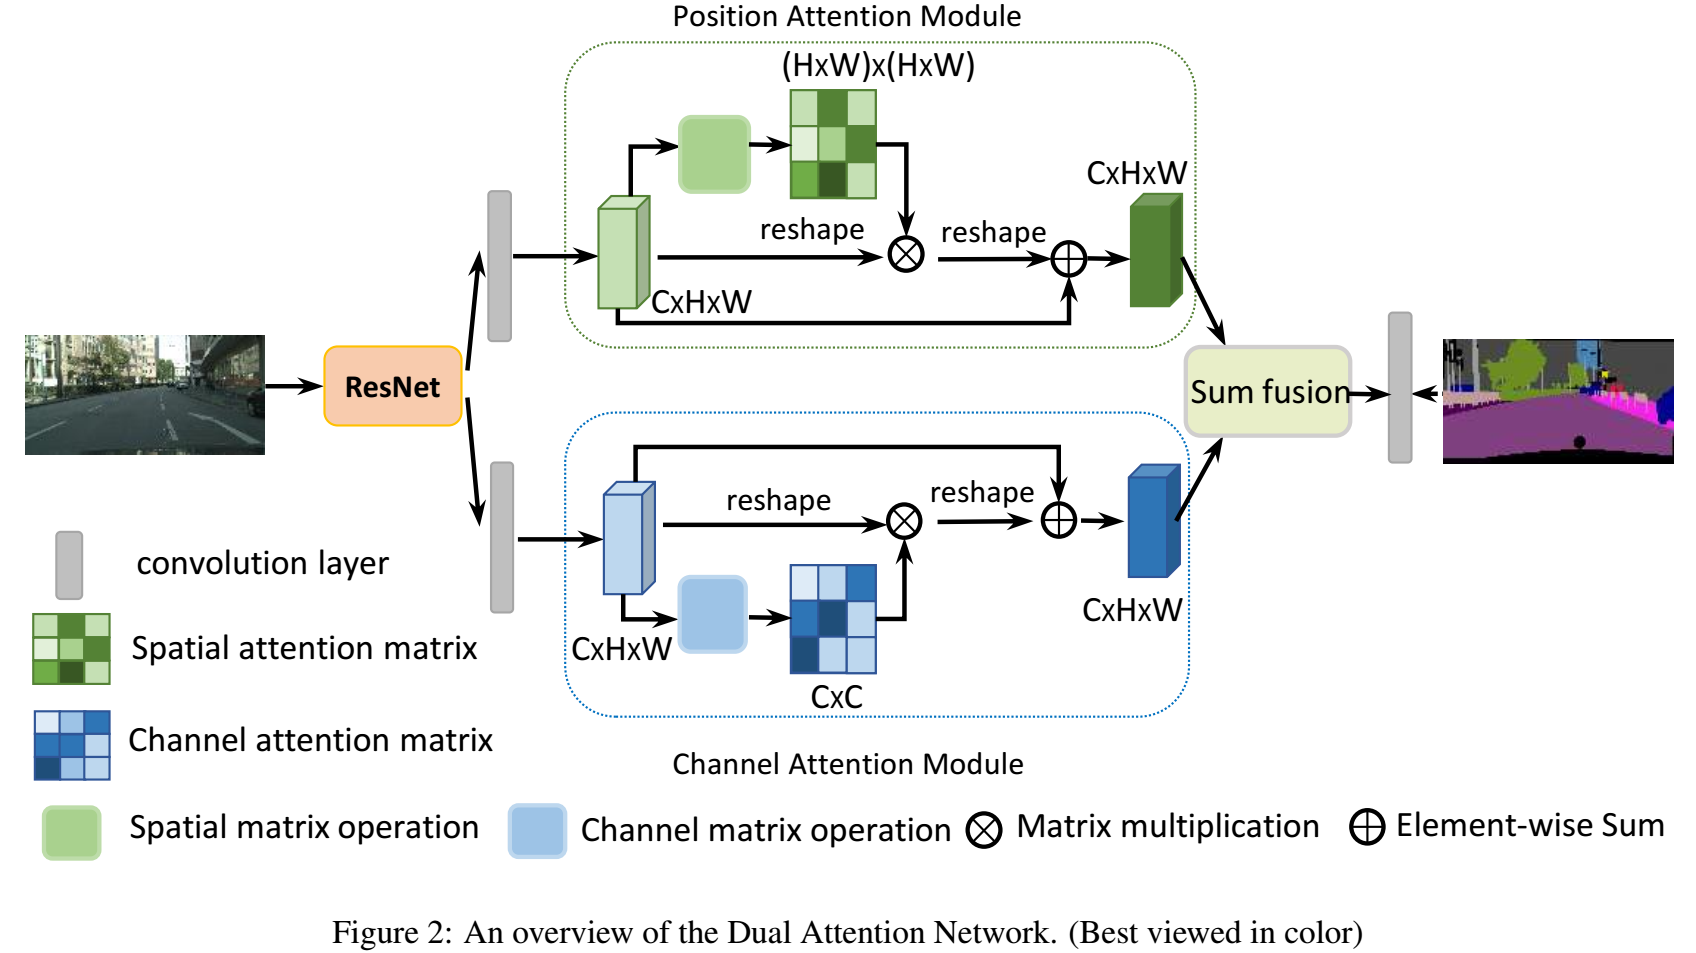 Position Attention Module
(HxW)x(HxW)
CxHxW
reshape
reshape
CxHxW
ResNet
Sum fusion
reshape
reshape
CxHxW
CxHxW
CxC
Channel Attention Module
convolution layer
Spatial attention matrix
Channel attention matrix
Spatial matrix operation
Channel matrix operation
Matrix multiplication
Element-wise Sum
Figure 2: An overview of the Dual Attention Network. (Best viewed in color)